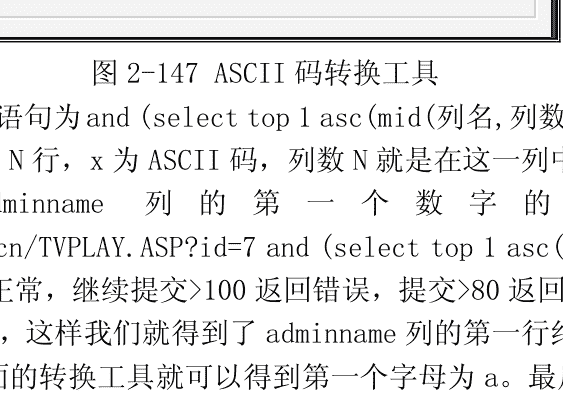 图 2-147 ASCII 码转换工具
语句为 and (select top 1 asc(mid(列名,列数
N 行，x 为 ASCII 码，列数 N 就是在这一列中
minname 列的第一个数字的
cn/TVPLAY.ASP?id=7 and (select top 1 asc(
正常，继续提交>100 返回错误，提交>80 返回
，这样我们就得到了 adminname 列的第一行
的转换工具就可以得到第一个字母为 a。最